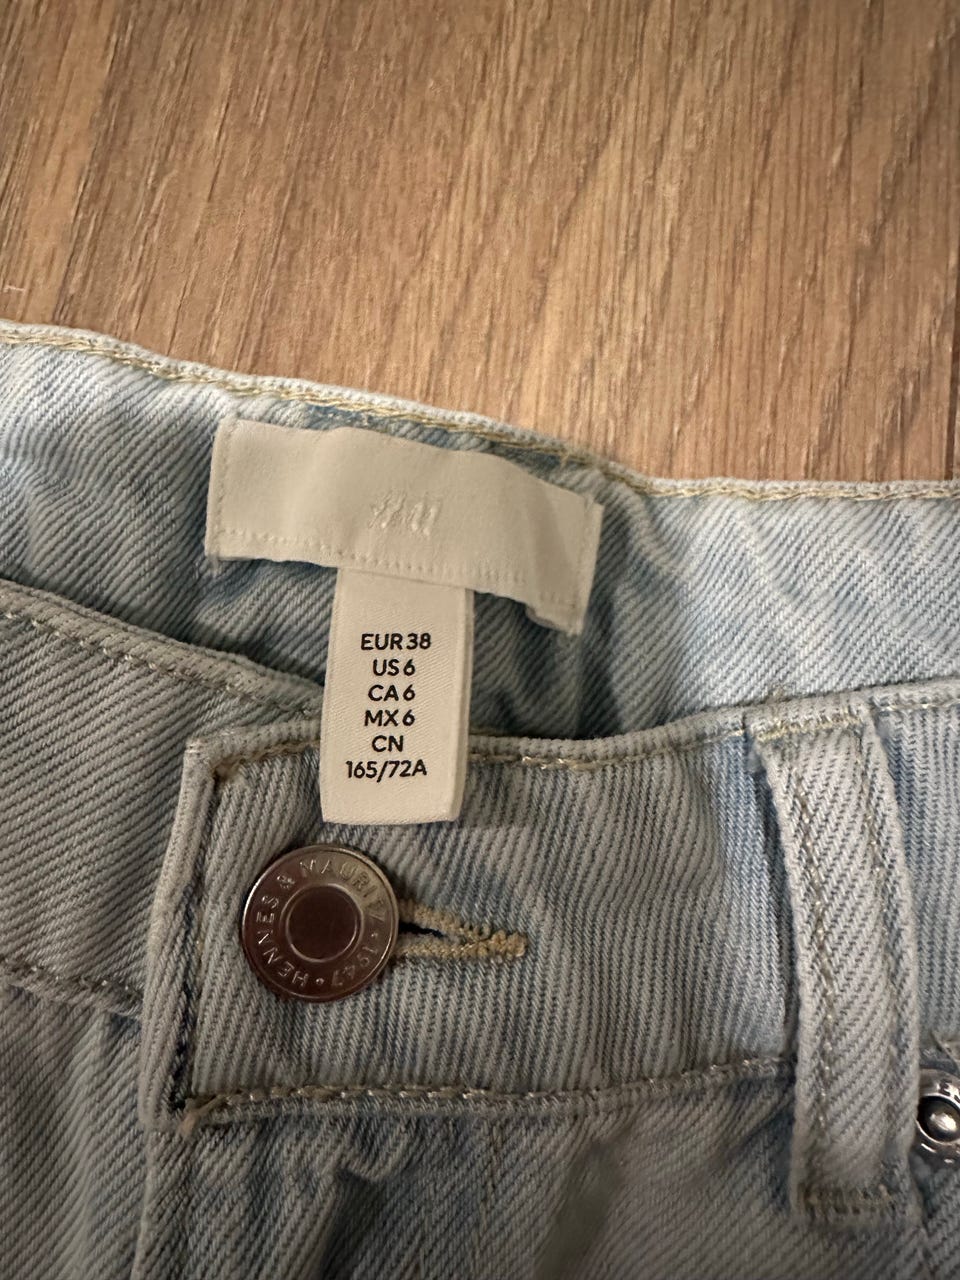 H&M
EUR 38
US 6
CA 6
MX 6
CN
165/72A
HENNES & MAURITZ • 1947 •